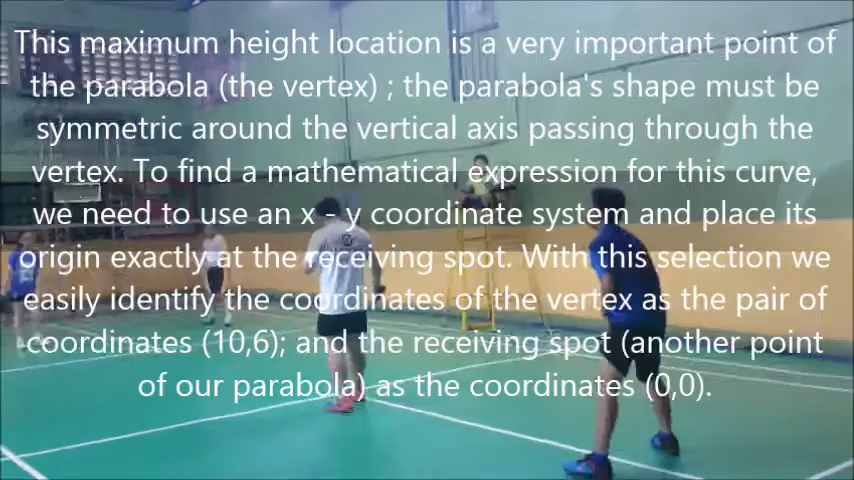 This maximum height location is a very important point of
the parabola (the vertex) ; the parabola's shape must be
symmetric around the vertical axis passing through the
vertex. To find a mathematical expression for this curve,
we need to use an x - y coordinate system and place its
origin exactly at the receiving spot. With this selection we
easily identify the coordinates of the vertex as the pair of
coordinates (10,6); and the receiving spot (another point
of our parabola) as the coordinates (0,0).